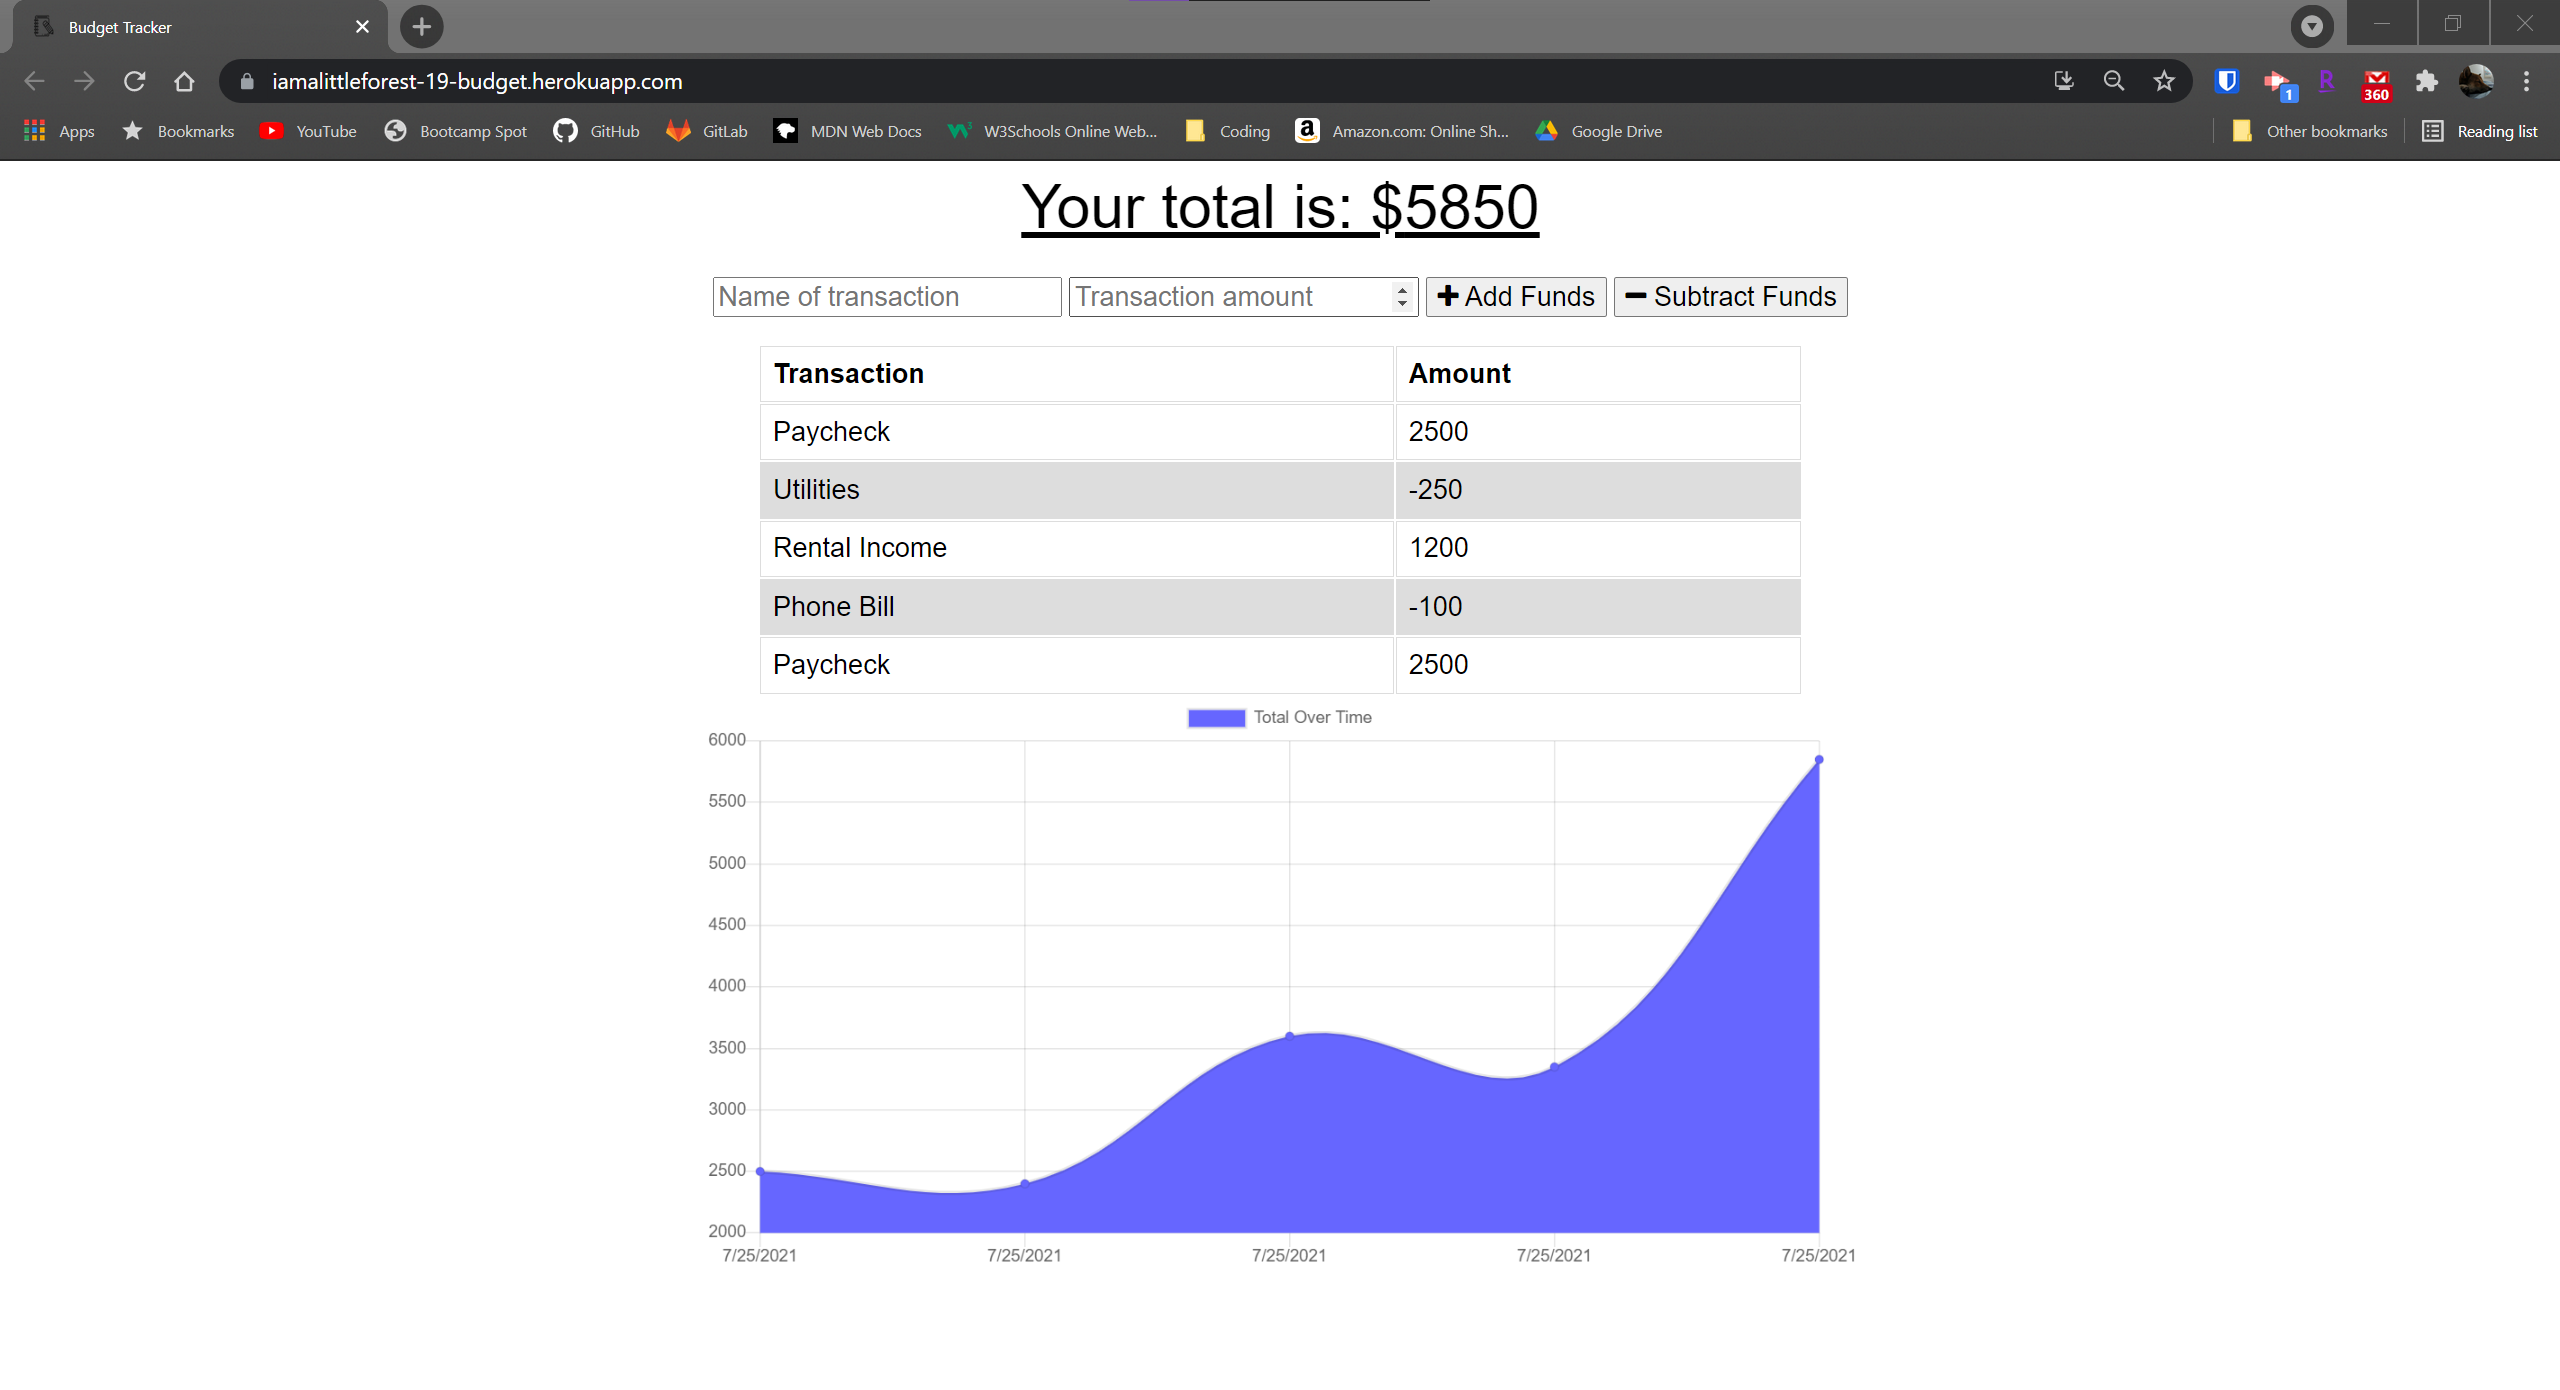 Budget Tracker
iamalittleforest-19-budget.herokuapp.com
1
R
360
Apps Bookmarks YouTube Bootcamp Spot GitHub GitLab MDN Web Docs W3Schools Online Web... Coding Amazon.com: Online Sh... Google Drive Other bookmarks Reading list
Your total is: $5850
Name of transaction Transaction amount Add Funds Subtract Funds
Transaction Amount
Paycheck 2500
Utilities -250
Rental Income 1200
Phone Bill -100
Paycheck 2500
Total Over Time
6000
5500
5000
4500
4000
3500
3000
2500
2000
7/25/2021 7/25/2021 7/25/2021 7/25/2021 7/25/2021